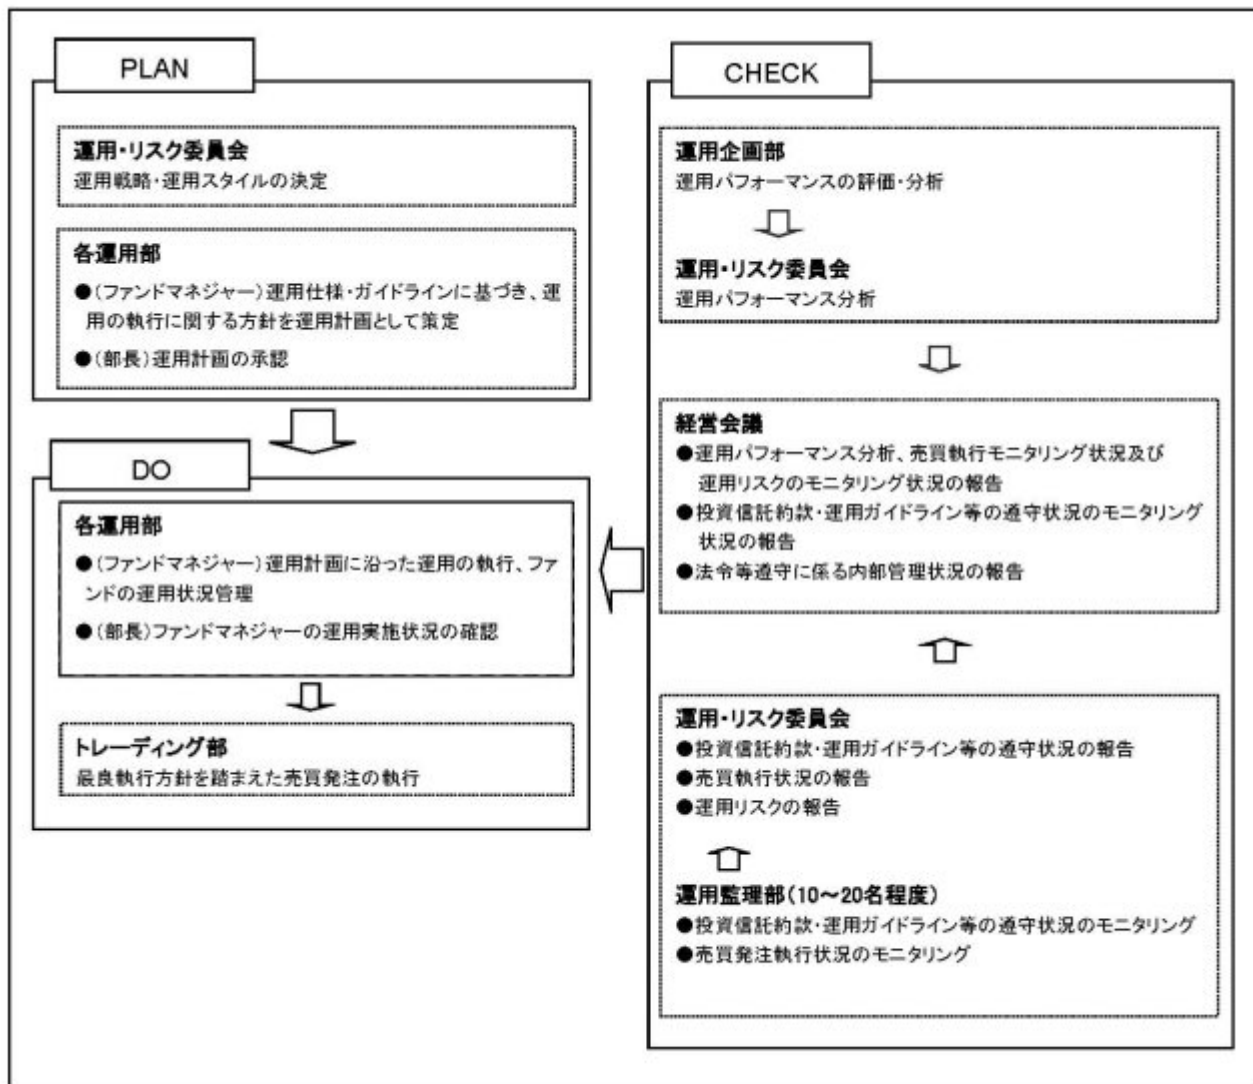 PLAN
運用・リスク委員会
運用戦略・運用スタイルの決定
各運用部
●(ファンドマネジャー)運用仕様・ガイドラインに基づき、運
用の執行に関する方針を運用計画として策定
●(部長)運用計画の承認
DO
各運用部
●(ファンドマネジャー)運用計画に沿った運用の執行、ファ
ンドの運用状況管理
●(部長)ファンドマネジャーの運用実施状況の確認
トレーディング部
最良執行方針を踏まえた売買発注の執行
CHECK
運用企画部
運用パフォーマンスの評価・分析
運用・リスク委員会
運用パフォーマンス分析
経営会議
●運用パフォーマンス分析、売買執行モニタリング状況及び
運用リスクのモニタリング状況の報告
●投資信託約款・運用ガイドライン等の遵守状況のモニタリング
状況の報告
●法令等遵守に係る内部管理状況の報告
運用・リスク委員会
●投資信託約款・運用ガイドライン等の遵守状況の報告
●売買執行状況の報告
●運用リスクの報告
運用監理部(10～20名程度)
●投資信託約款・運用ガイドライン等の遵守状況のモニタリング
●売買発注執行状況のモニタリング